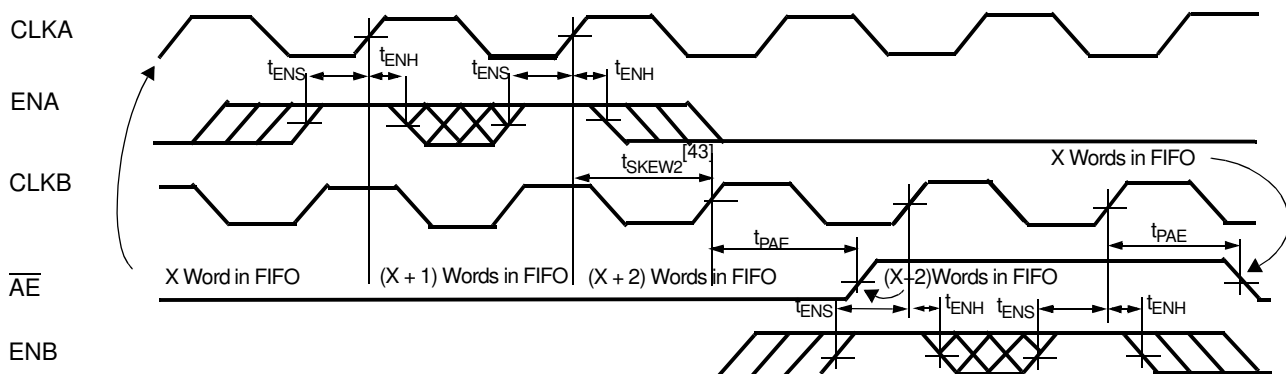 CLKA
tENS tENH tENS tENH
ENA
tSKEW2[43] X Words in FIFO
CLKB
tPAE tPAE
X Word in FIFO (X + 1) Words in FIFO (X + 2) Words in FIFO (X+2)Words in FIFO
AE
tENS tENH tENS tENH
ENB